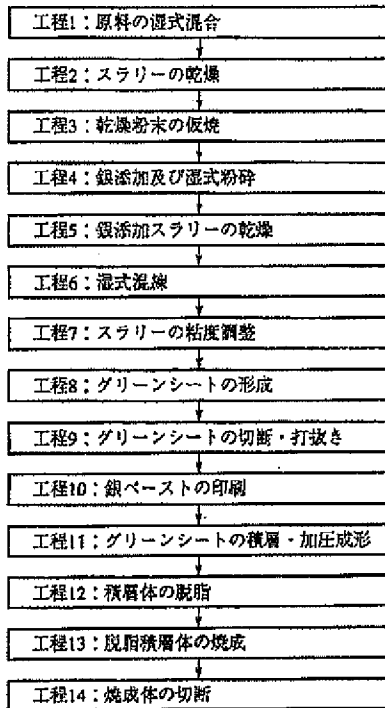 工程1：原料の湿式混合
工程2：スラリーの乾燥
工程3：乾燥粉末の仮焼
工程4：銀添加及び湿式粉砕
工程5：銀添加スラリーの乾燥
工程6：湿式混練
工程7：スラリーの粘度調整
工程8：グリーンシートの形成
工程9：グリーンシートの切断・打抜き
工程10：銀ペーストの印刷
工程11：グリーンシートの積層・加圧成形
工程12：積層体の脱脂
工程13：脱脂積層体の焼成
工程14：焼成体の切断